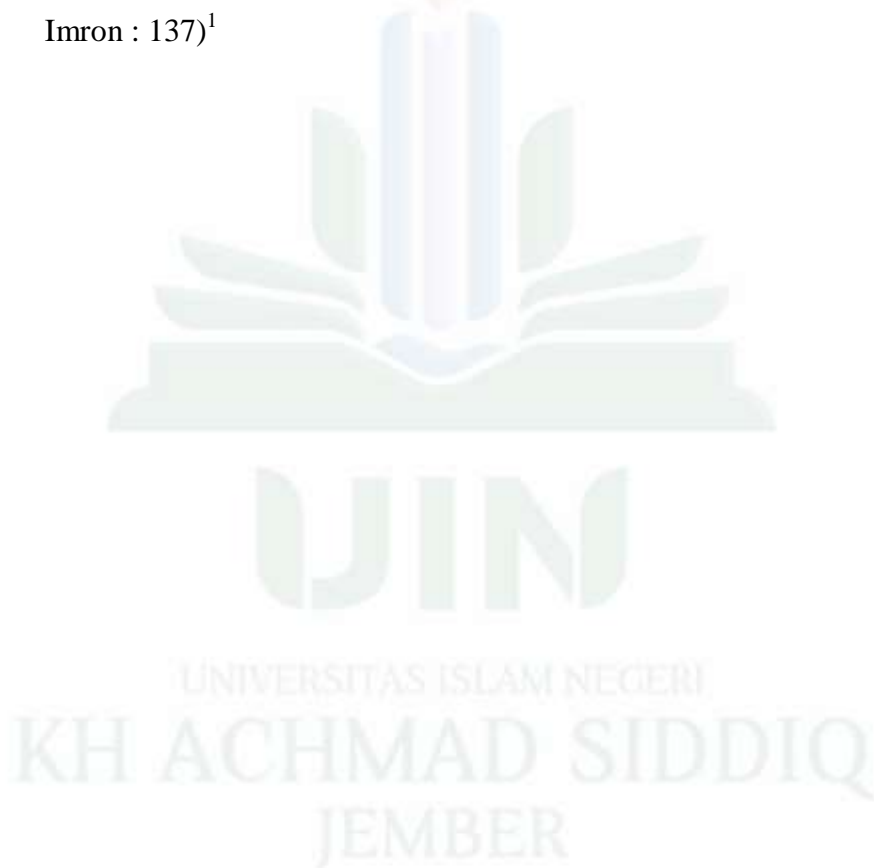 Imron : 137)¹
UIN
UNIVERSITAS ISLAM NEGERI
KH ACHMAD SIDDIQ
JEMBER